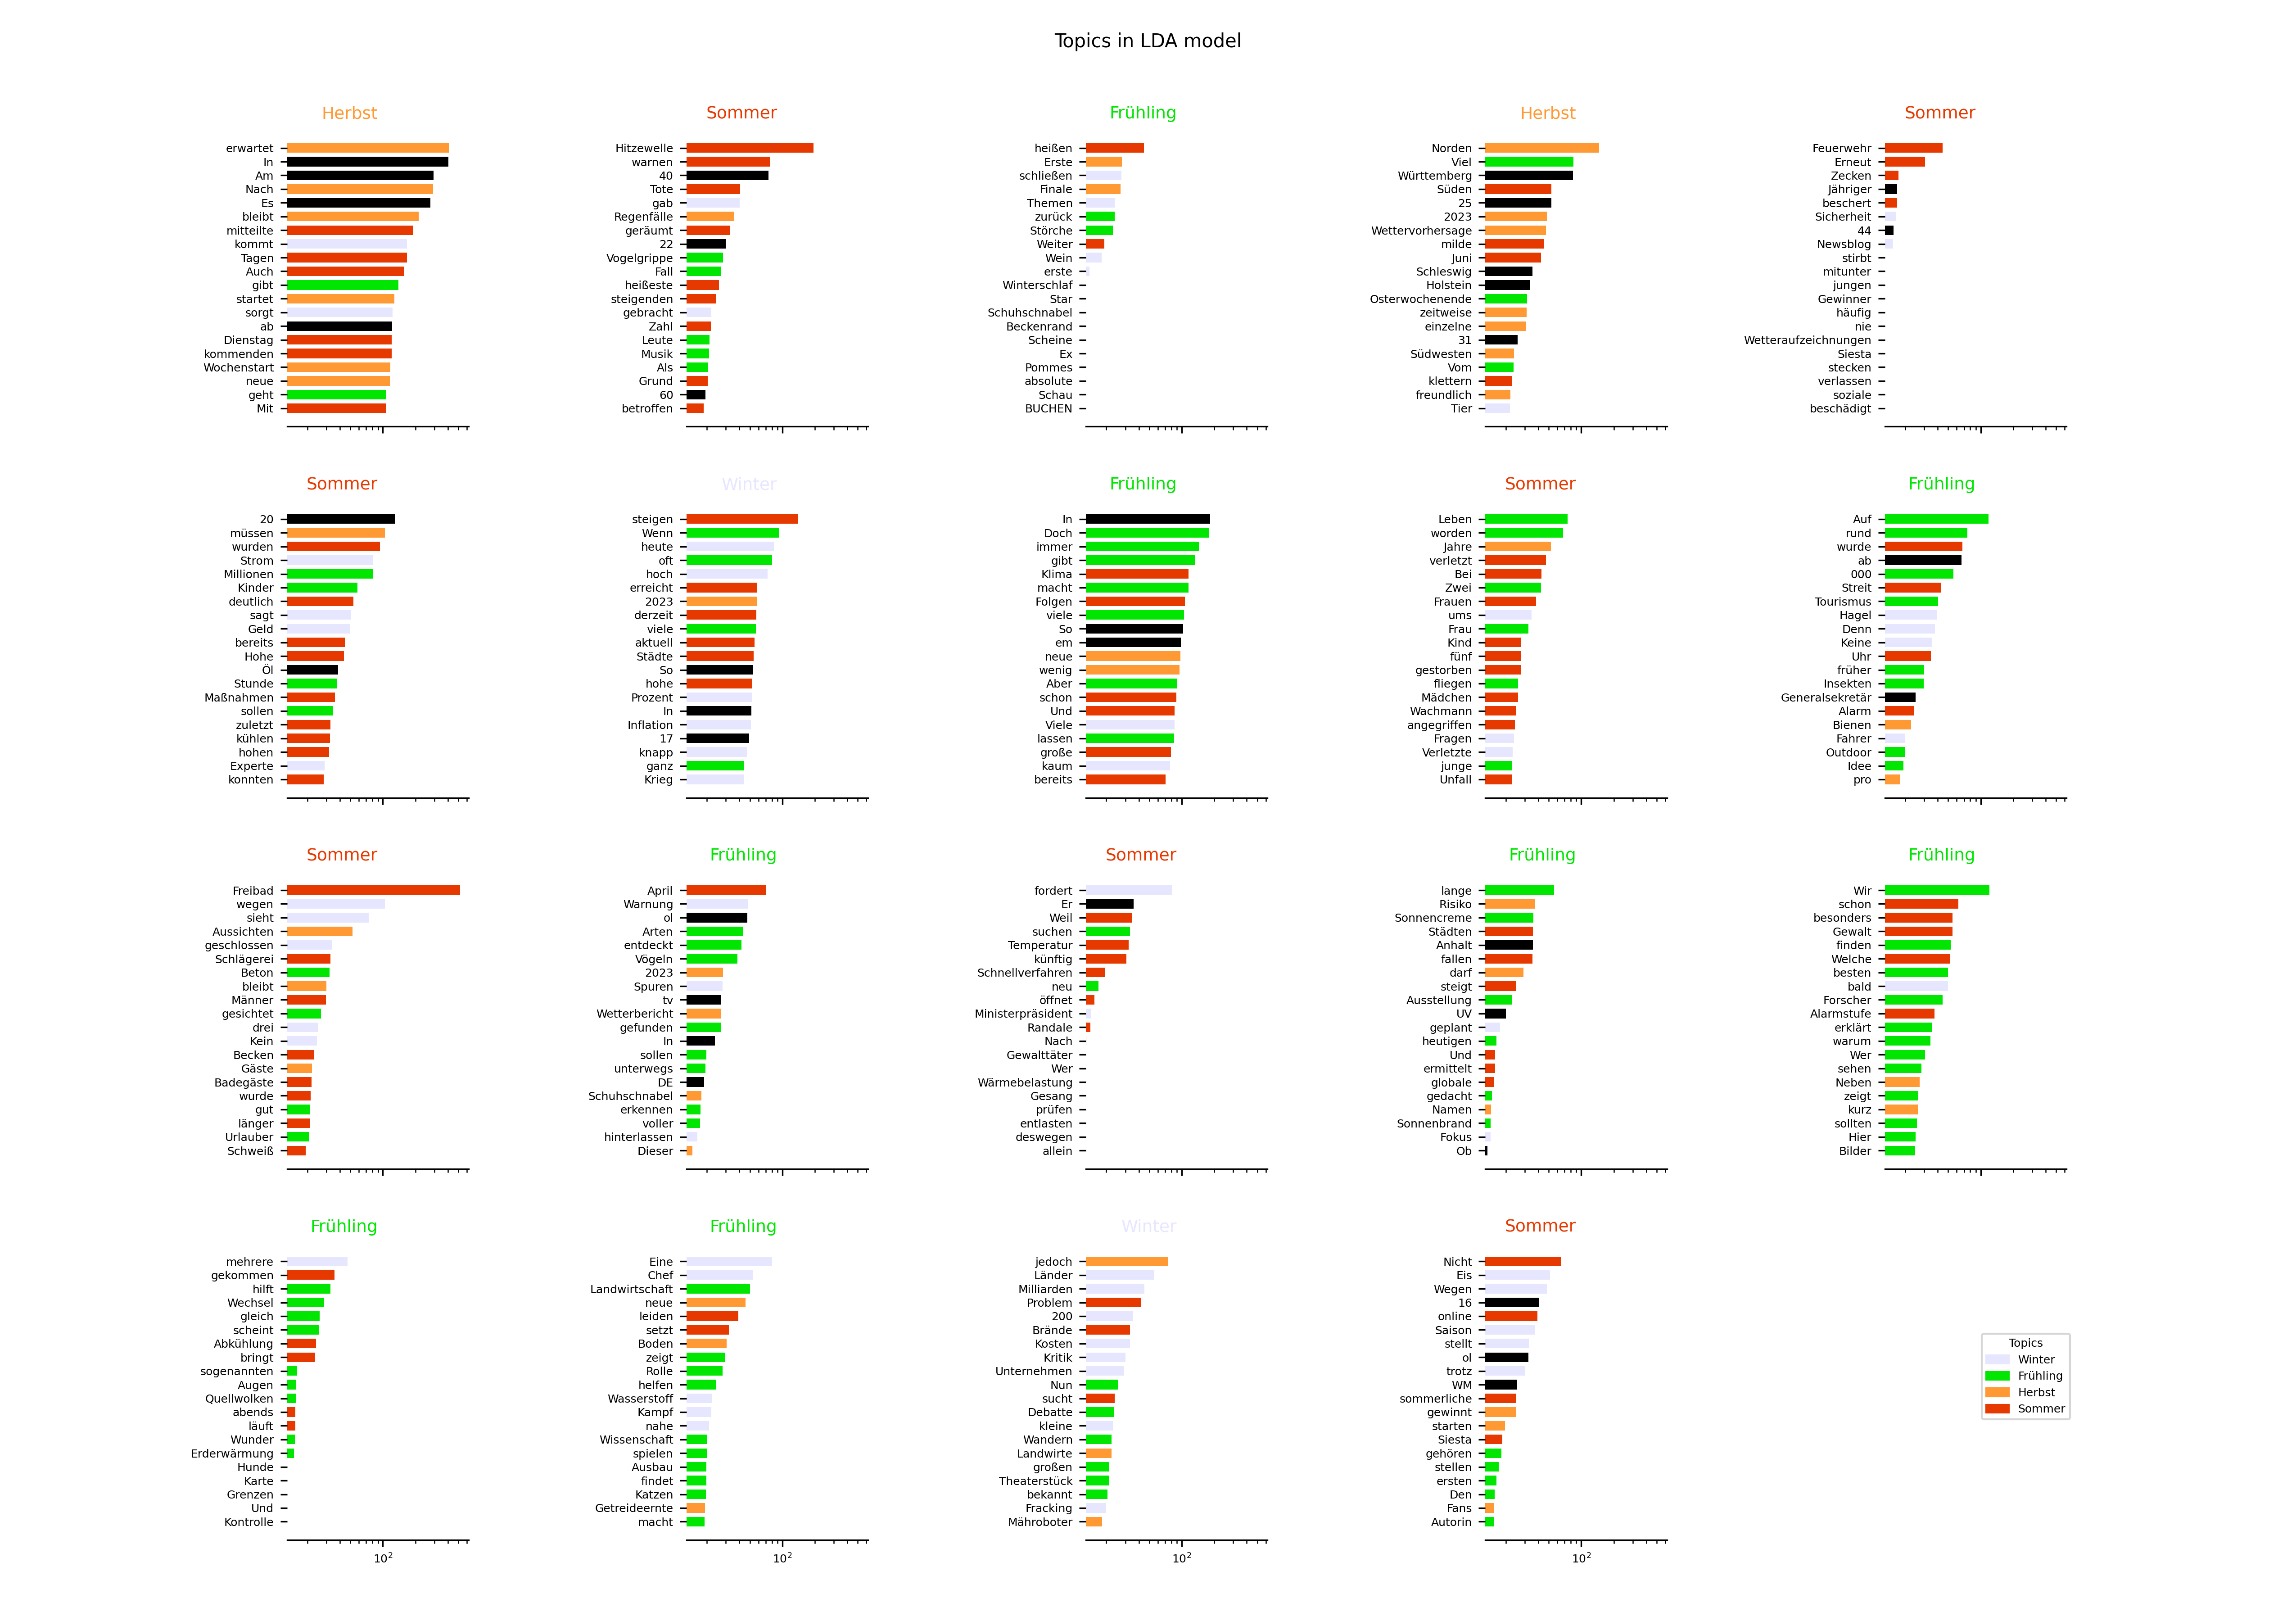 Topics in LDA model
Herbst
erwartet
In
Am
Nach
Es
bleibt
mitteilte
kommt
Tagen
Auch
gibt
startet
sorgt
ab
Dienstag
kommenden
Wochenstart
neue
geht
Mit
Sommer
Hitzewelle
warnen
40
Tote
gab
Regenfälle
geräumt
22
Vogelgrippe
Fall
heißeste
steigenden
gebracht
Zahl
Leute
Musik
Als
Grund
60
betroffen
Frühling
heißen
Erste
schließen
Finale
Themen
zurück
Störche
Weiter
Wein
erste
Winterschlaf
Star
Schuhschnabel
Beckenrand
Scheine
Ex
Pommes
absolute
Schau
BUCHEN
Herbst
Norden
Viel
Württemberg
Süden
25
2023
Wettervorhersage
milde
Juni
Schleswig
Holstein
Osterwochenende
zeitweise
einzelne
31
Südwesten
Vom
klettern
freundlich
Tier
Sommer
Feuerwehr
Erneut
Zecken
Jähriger
beschert
Sicherheit
44
Newsblog
stirbt
mitunter
jungen
Gewinner
häufig
nie
Wetteraufzeichnungen
Siesta
stecken
verlassen
soziale
beschädigt
Sommer
20
müssen
wurden
Strom
Millionen
Kinder
deutlich
sagt
Geld
bereits
Hohe
Öl
Stunde
Maßnahmen
sollen
zuletzt
kühlen
hohen
Experte
konnten
Winter
steigen
Wenn
heute
oft
hoch
erreicht
2023
derzeit
viele
aktuell
Städte
So
hohe
Prozent
In
Inflation
17
knapp
ganz
Krieg
Frühling
In
Doch
immer
gibt
Klima
macht
Folgen
viele
So
em
neue
wenig
Aber
schon
Und
Viele
lassen
große
kaum
bereits
Sommer
Leben
worden
Jahre
verletzt
Bei
Zwei
Frauen
ums
Frau
Kind
fünf
gestorben
fliegen
Mädchen
Wachmann
angegriffen
Fragen
Verletzte
junge
Unfall
Frühling
Auf
rund
wurde
ab
000
Streit
Tourismus
Hagel
Denn
Keine
Uhr
früher
Insekten
Generalsekretär
Alarm
Bienen
Fahrer
Outdoor
Idee
pro
Sommer
Freibad
wegen
sieht
Aussichten
geschlossen
Schlägerei
Beton
bleibt
Männer
gesichtet
drei
Kein
Becken
Gäste
Badegäste
wurde
gut
länger
Urlauber
Schweiß
Frühling
April
Warnung
ol
Arten
entdeckt
Vögeln
2023
Spuren
tv
Wetterbericht
gefunden
In
sollen
unterwegs
DE
Schuhschnabel
erkennen
voller
hinterlassen
Dieser
Sommer
fordert
Er
Weil
suchen
Temperatur
künftig
Schnellverfahren
neu
öffnet
Ministerpräsident
Randale
Nach
Gewalttäter
Wer
Wärmebelastung
Gesang
prüfen
entlasten
deswegen
allein
Frühling
lange
Risiko
Sonnencreme
Städten
Anhalt
fallen
darf
steigt
Ausstellung
UV
geplant
heutigen
Und
ermittelt
globale
gedacht
Namen
Sonnenbrand
Fokus
Ob
Frühling
Wir
schon
besonders
Gewalt
finden
Welche
besten
bald
Forscher
Alarmstufe
erklärt
warum
Wer
sehen
Neben
zeigt
kurz
sollten
Hier
Bilder
Frühling
mehrere
gekommen
hilft
Wechsel
gleich
scheint
Abkühlung
bringt
sogenannten
Augen
Quellwolken
abends
läuft
Wunder
Erderwärmung
Hunde
Karte
Grenzen
Und
Kontrolle
10²
Frühling
Eine
Chef
Landwirtschaft
neue
leiden
setzt
Boden
zeigt
Rolle
helfen
Wasserstoff
Kampf
nahe
Wissenschaft
spielen
Ausbau
findet
Katzen
Getreideernte
macht
10²
Winter
jedoch
Länder
Milliarden
Problem
200
Brände
Kosten
Kritik
Unternehmen
Nun
sucht
Debatte
kleine
Wandern
Landwirte
großen
Theaterstück
bekannt
Fracking
Mähroboter
10²
Sommer
Nicht
Eis
Wegen
16
online
Saison
stellt
ol
trotz
WM
sommerliche
gewinnt
starten
Siesta
gehören
stellen
ersten
Den
Fans
Autorin
10²
Topics
Winter
Frühling
Herbst
Sommer